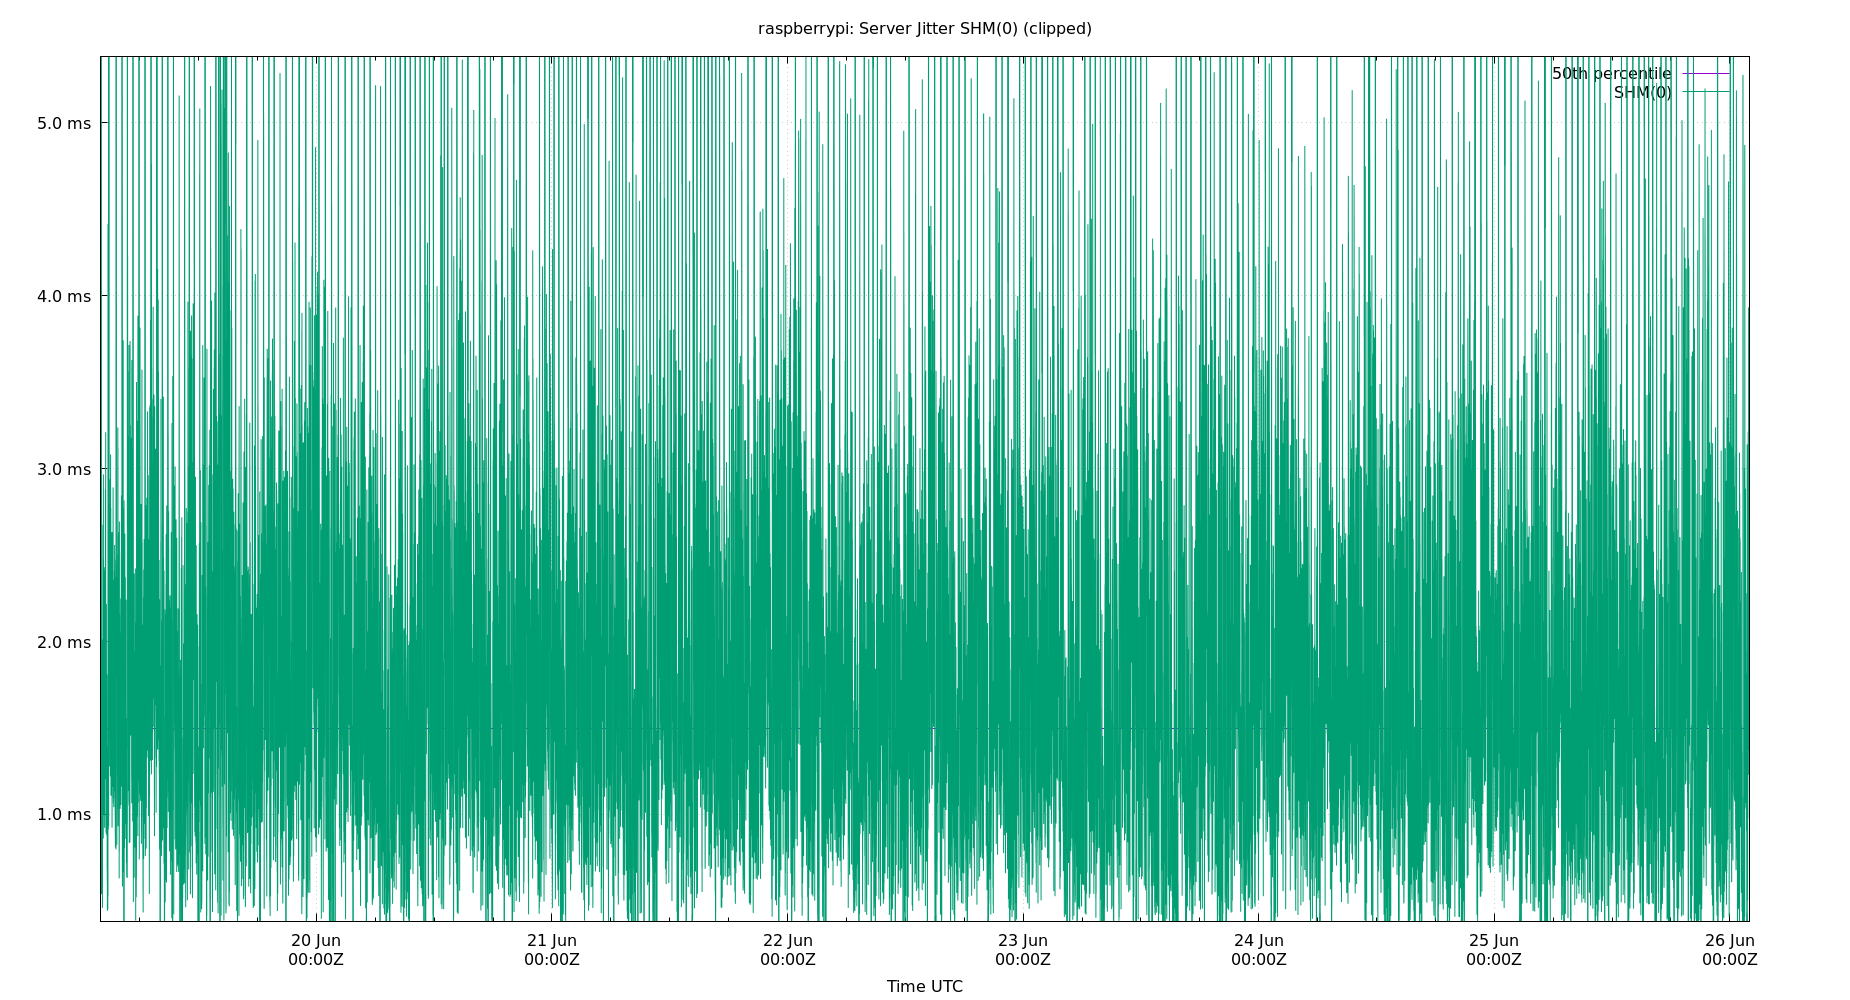 raspberrypi: Server Jitter SHM(0) (clipped)
50th percentile
SHM(0)
5.0 ms
4.0 ms
3.0 ms
2.0 ms
1.0 ms
20 Jun 21 Jun 22 Jun 23 Jun 24 Jun 25 Jun 26 Jun
00:00Z 00:00Z 00:00Z 00:00Z 00:00Z 00:00Z 00:00Z
Time UTC